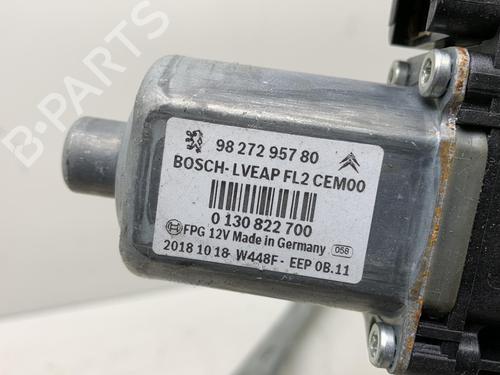 98 272 957 80
BOSCH-LVEAP FL2 CEM00
0 130 822 700
FPG 12V Made in Germany 058
2018 10 18 W448F - EEP 0B.11
B-PARTS